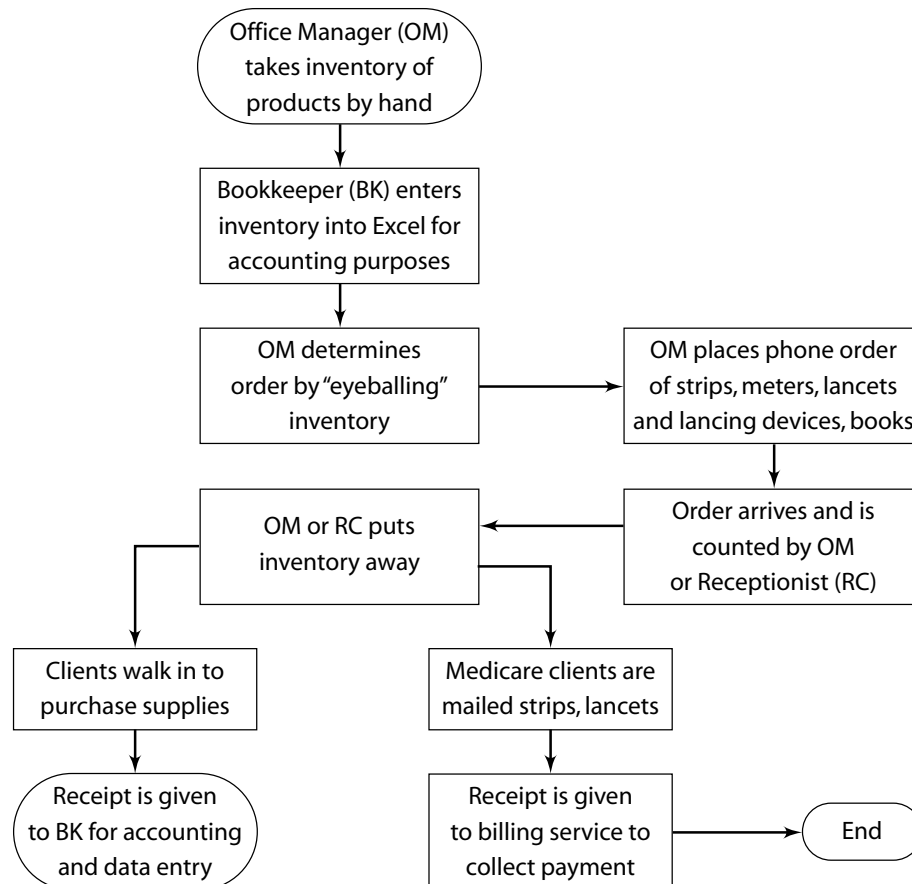 Office Manager (OM)
takes inventory of
products by hand
Bookkeeper (BK) enters
inventory into Excel for
accounting purposes
OM determines
order by “eyeballing”
inventory
OM places phone order
of strips, meters, lancets
and lancing devices, books
Order arrives and is
counted by OM
or Receptionist (RC)
OM or RC puts
inventory away
Clients walk in to
purchase supplies
Medicare clients are
mailed strips, lancets
Receipt is given
to BK for accounting
and data entry
Receipt is given
to billing service to
collect payment
End